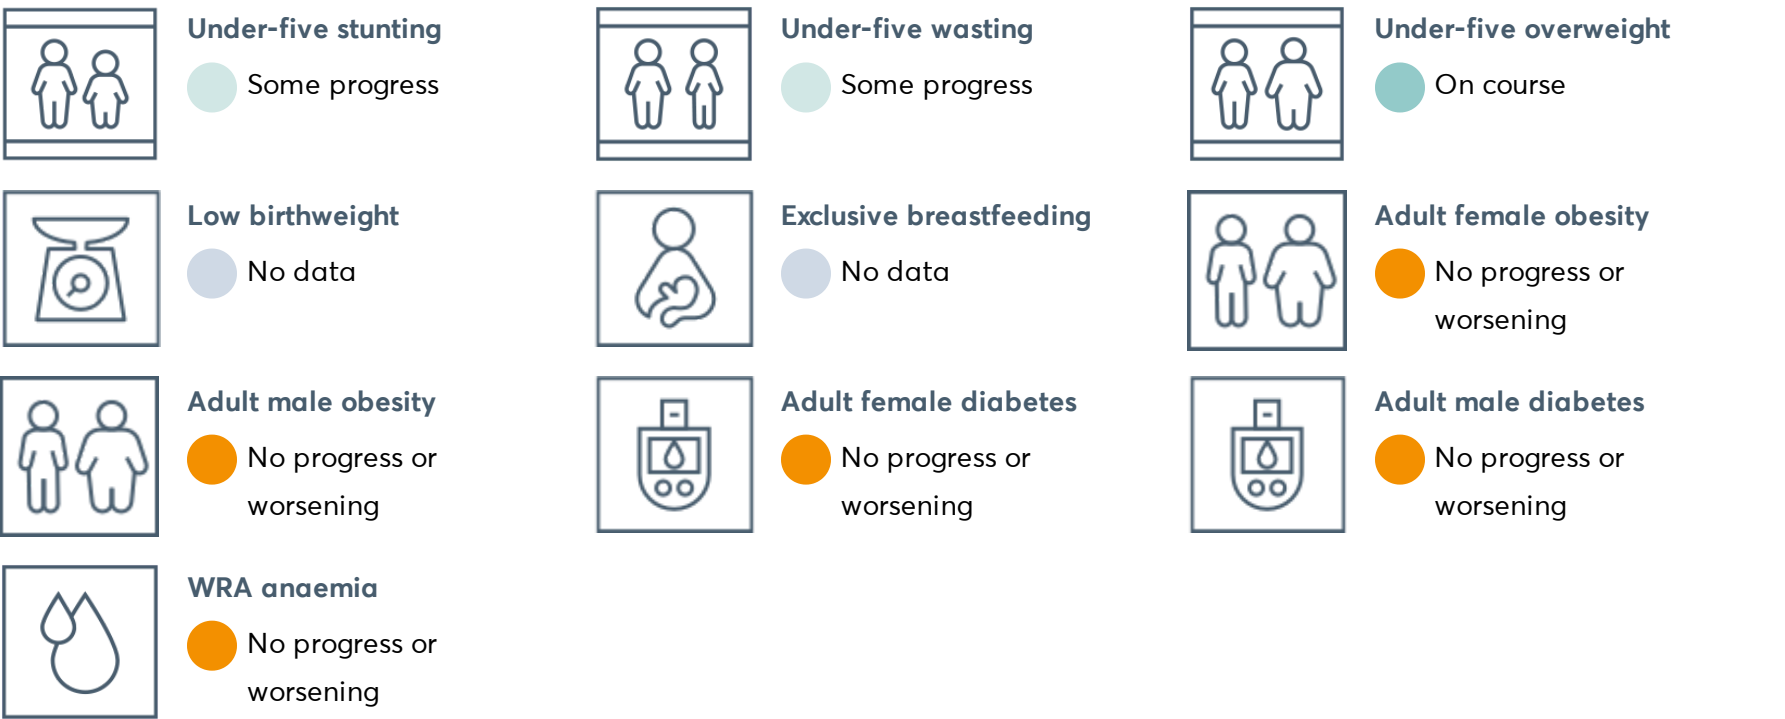 Under-five stunting
Some progress
Under-five wasting
Some progress
Under-five overweight
On course
Low birthweight
No data
Exclusive breastfeeding
No data
Adult female obesity
No progress or
worsening
Adult male obesity
No progress or
worsening
Adult female diabetes
No progress or
worsening
Adult male diabetes
No progress or
worsening
WRA anaemia
No progress or
worsening